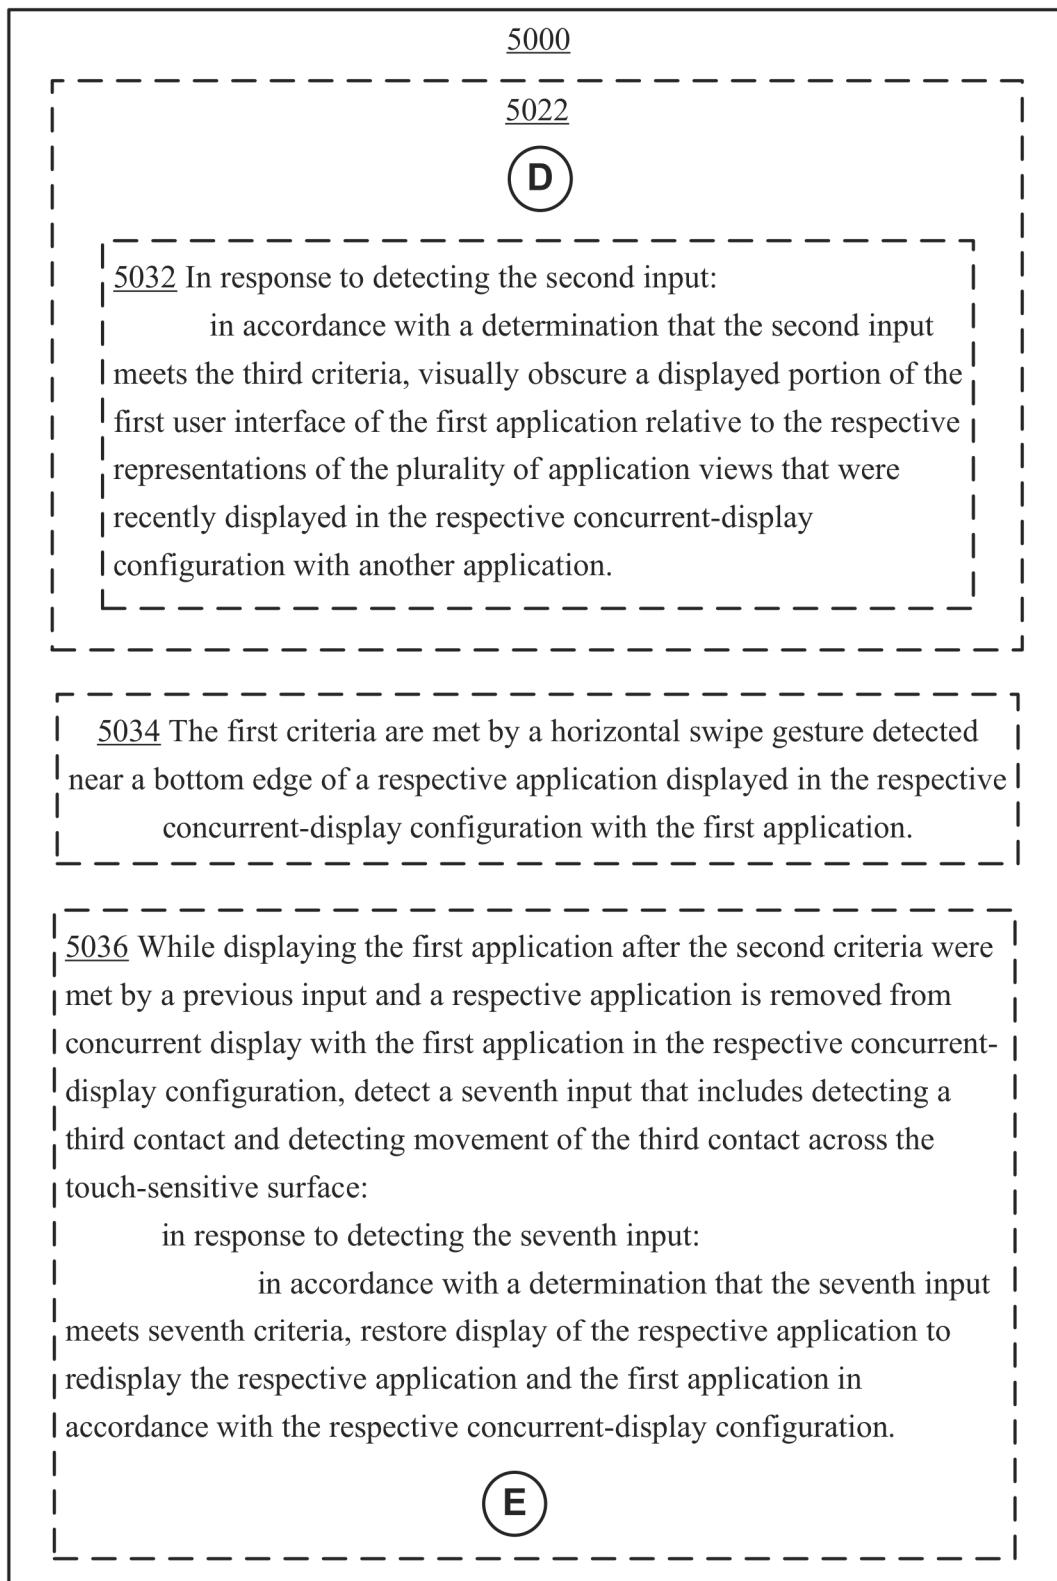 5000
5022
D
5032 In response to detecting the second input:
in accordance with a determination that the second input
meets the third criteria, visually obscure a displayed portion of the
first user interface of the first application relative to the respective
representations of the plurality of application views that were
recently displayed in the respective concurrent-display
configuration with another application.
5034 The first criteria are met by a horizontal swipe gesture detected
near a bottom edge of a respective application displayed in the respective
concurrent-display configuration with the first application.
5036 While displaying the first application after the second criteria were
met by a previous input and a respective application is removed from
concurrent display with the first application in the respective concurrent-
display configuration, detect a seventh input that includes detecting a
third contact and detecting movement of the third contact across the
touch-sensitive surface:
in response to detecting the seventh input:
in accordance with a determination that the seventh input
meets seventh criteria, restore display of the respective application to
redisplay the respective application and the first application in
accordance with the respective concurrent-display configuration.
E